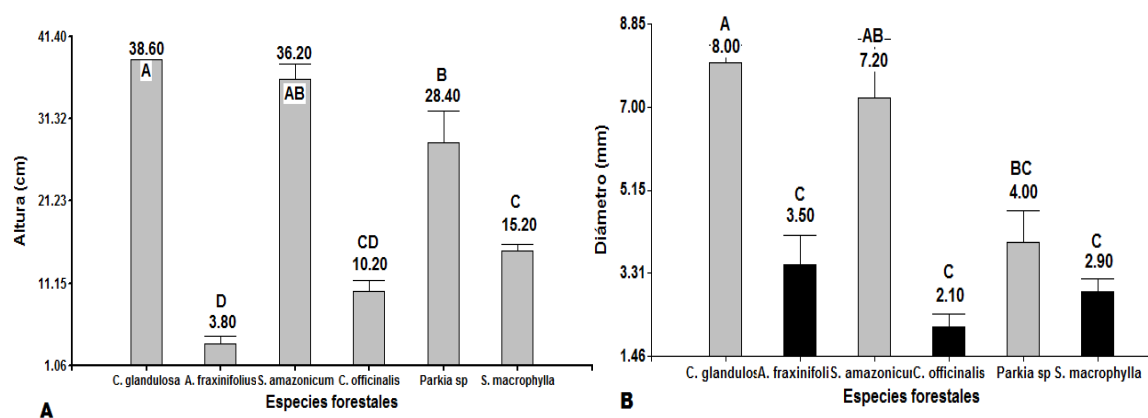 41.40
31.32
21.23
11.15
1.06
Altura (cm)
38.60
A
D
3.80
36.20
AB
CD
10.20
B
28.40
C
15.20
C. glandulosa A. fraxinifolius S. amazonicum C. officinalis Parkia sp S. macrophylla
Especies forestales
A
8.85
7.00
5.15
3.31
1.46
Diámetro (mm)
A
8.00
C
3.50
-AB-
7.20
C
2.10
BC
4.00
C
2.90
C. glandulos A. fraxinifoli S. amazonicur C. officinalis Parkia sp S. macrophylla
Especies forestales
B